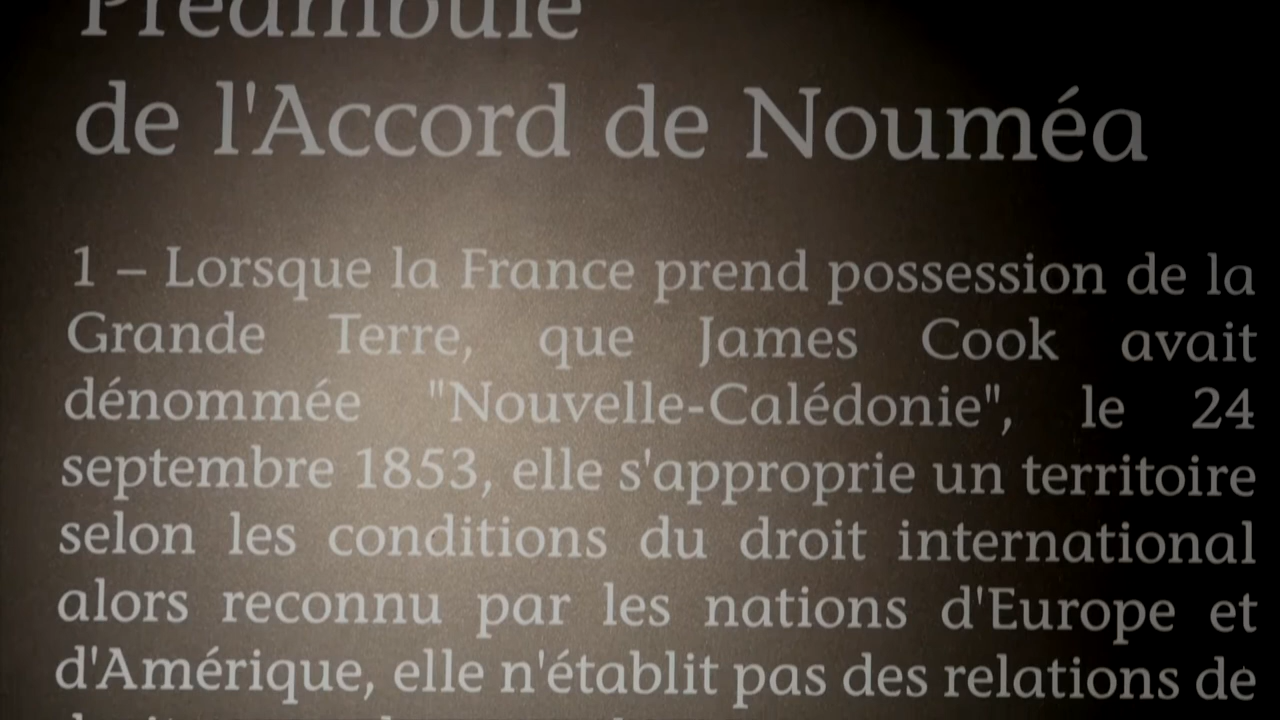 Préambule
de l'Accord de Nouméa
1 – Lorsque la France prend possession de la
Grande Terre, que James Cook avait
dénommée "Nouvelle-Calédonie", le 24
septembre 1853, elle s'approprie un territoire
selon les conditions du droit international
alors reconnu par les nations d'Europe et
d'Amérique, elle n'établit pas des relations de